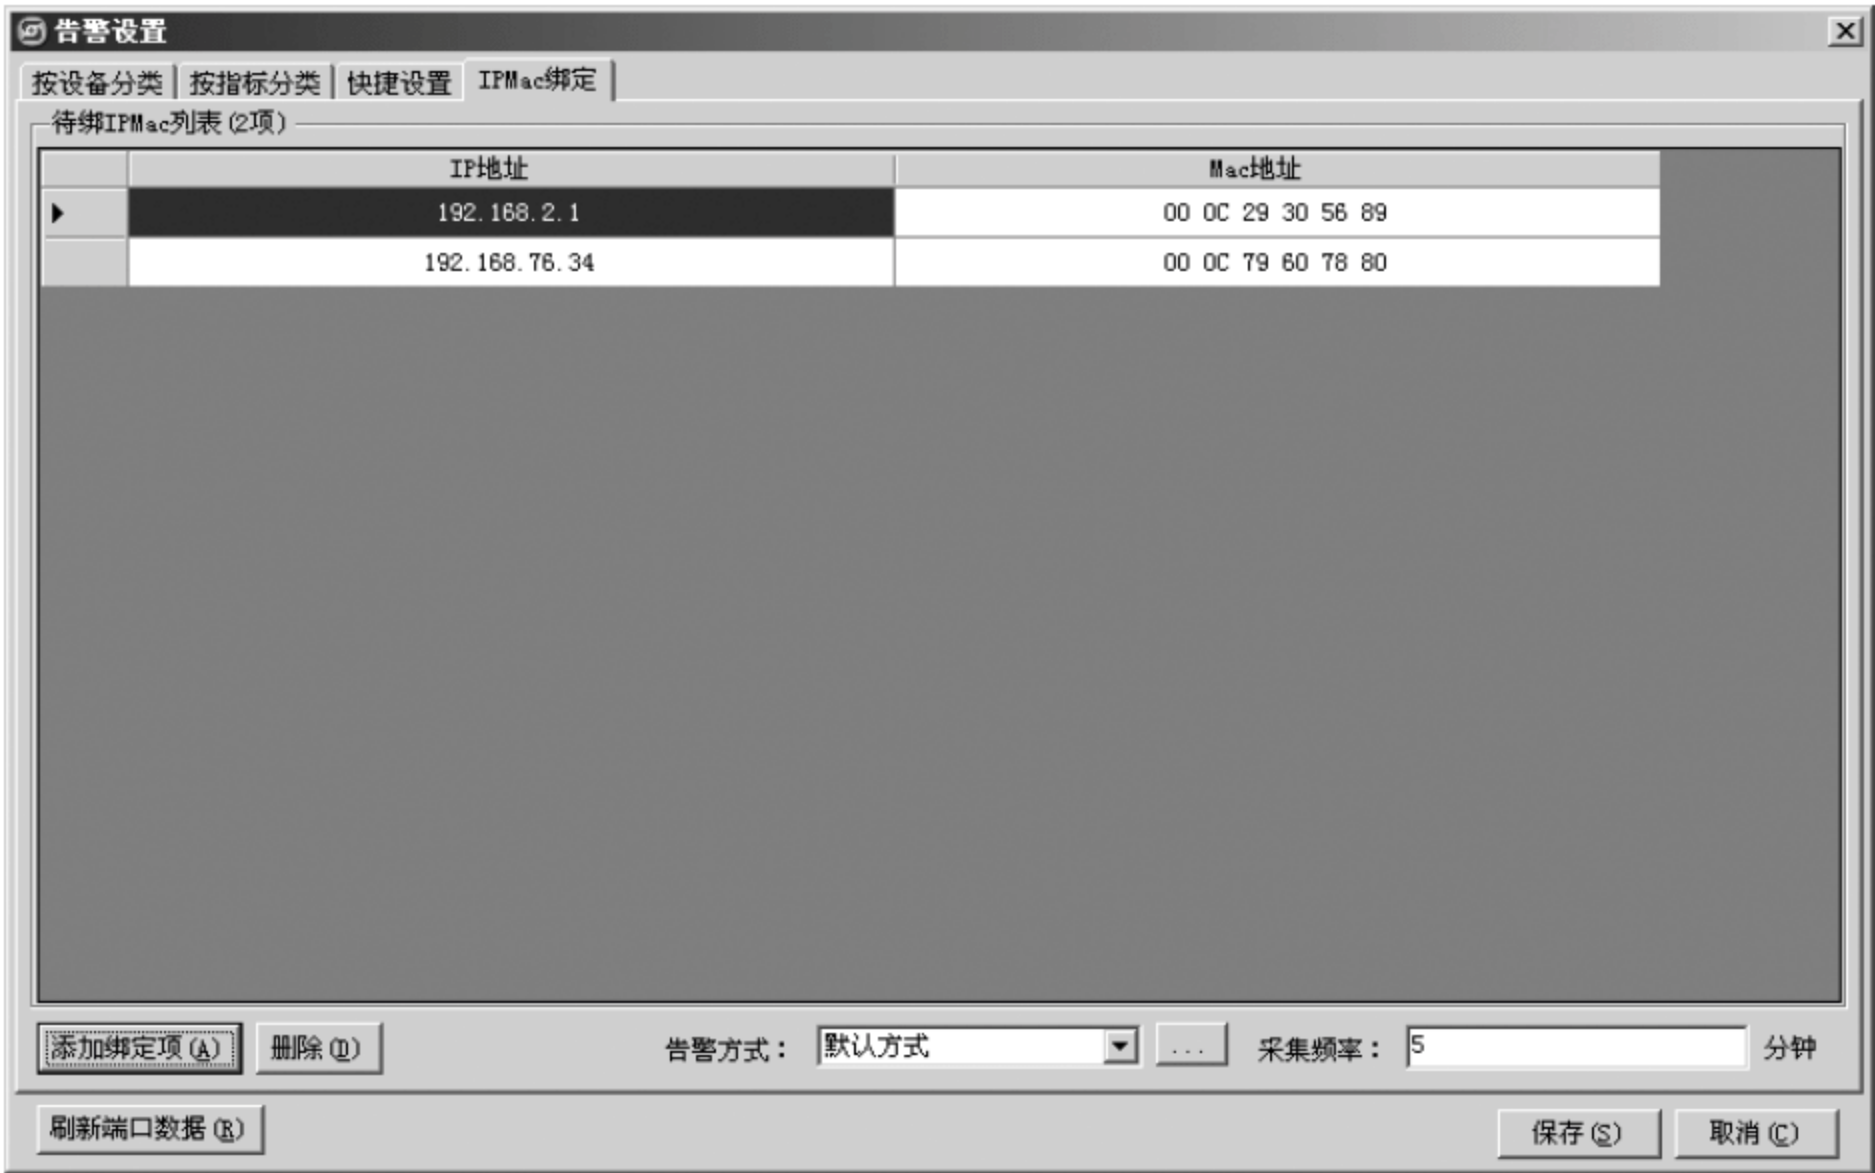 告警设置
按设备分类 按指标分类 快捷设置 IPMac绑定
待绑IPMac列表(2项)
IP地址 Mac地址
192.168.2.1 00 0C 29 30 56 89
192.168.76.34 00 0C 79 60 78 80
添加绑定项(A) 删除(D) 告警方式： 默认方式 ... 采集频率： 5 分钟
刷新端口数据(R) 保存(S) 取消(C)